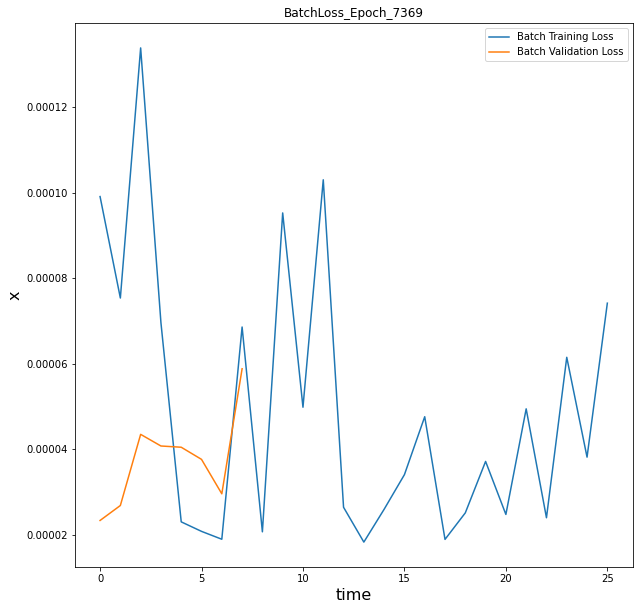 BatchLoss_Epoch_7369
Batch Training Loss
Batch Validation Loss
0.00012
0.00010
0.00008
0.00006
0.00004
0.00002
x
0 5 10 15 20 25
time